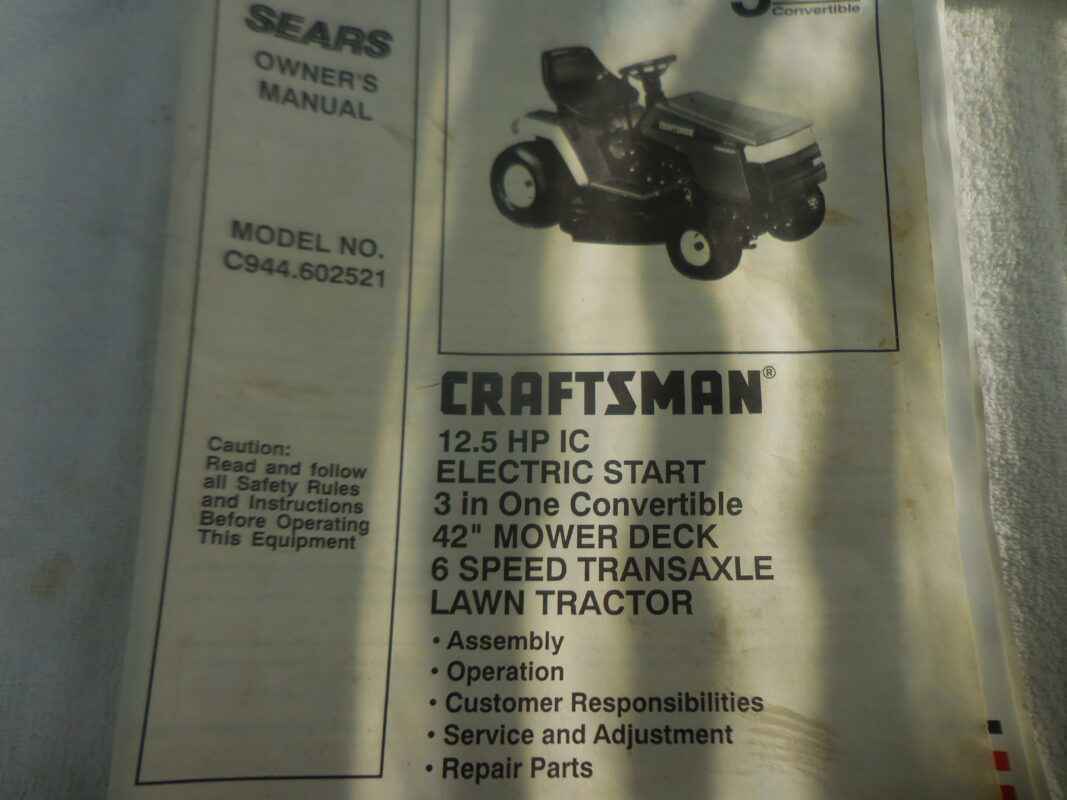 SEARS
OWNER'S
MANUAL
MODEL NO.
C944.602521
Caution:
Read and follow
all Safety Rules
and Instructions
Before Operating
This Equipment
Convertible
CRAFTSMAN
CRAFTSMAN®
12.5 HP IC
ELECTRIC START
3 in One Convertible
42" MOWER DECK
6 SPEED TRANSAXLE
LAWN TRACTOR
• Assembly
• Operation
• Customer Responsibilities
• Service and Adjustment
• Repair Parts